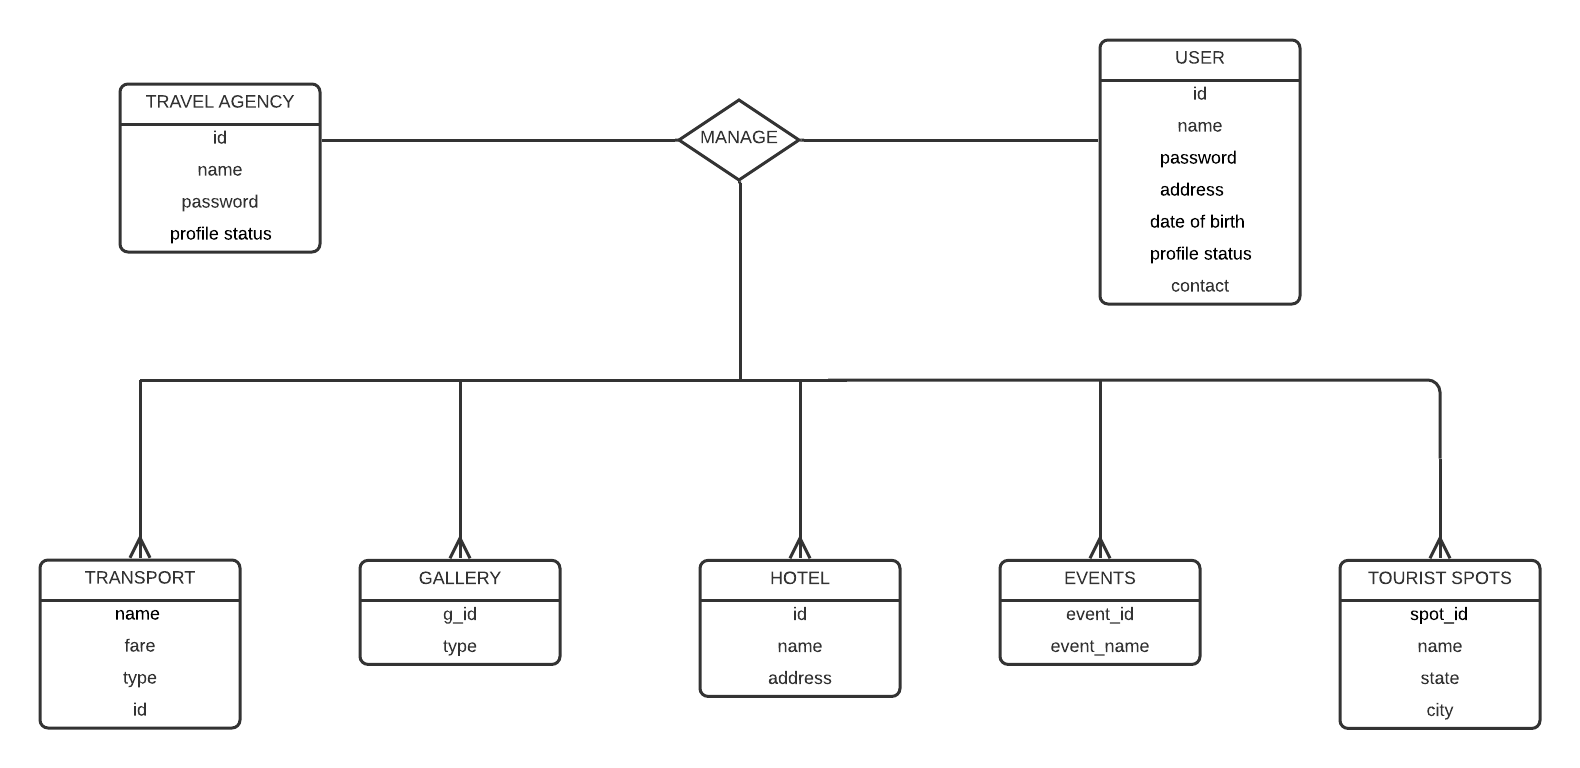 TRAVEL AGENCY
id
name
password
profile status
MANAGE
USER
id
name
password
address
date of birth
profile status
contact
TRANSPORT
name
fare
type
id
GALLERY
g_id
type
HOTEL
id
name
address
EVENTS
event_id
event_name
TOURIST SPOTS
spot_id
name
state
city